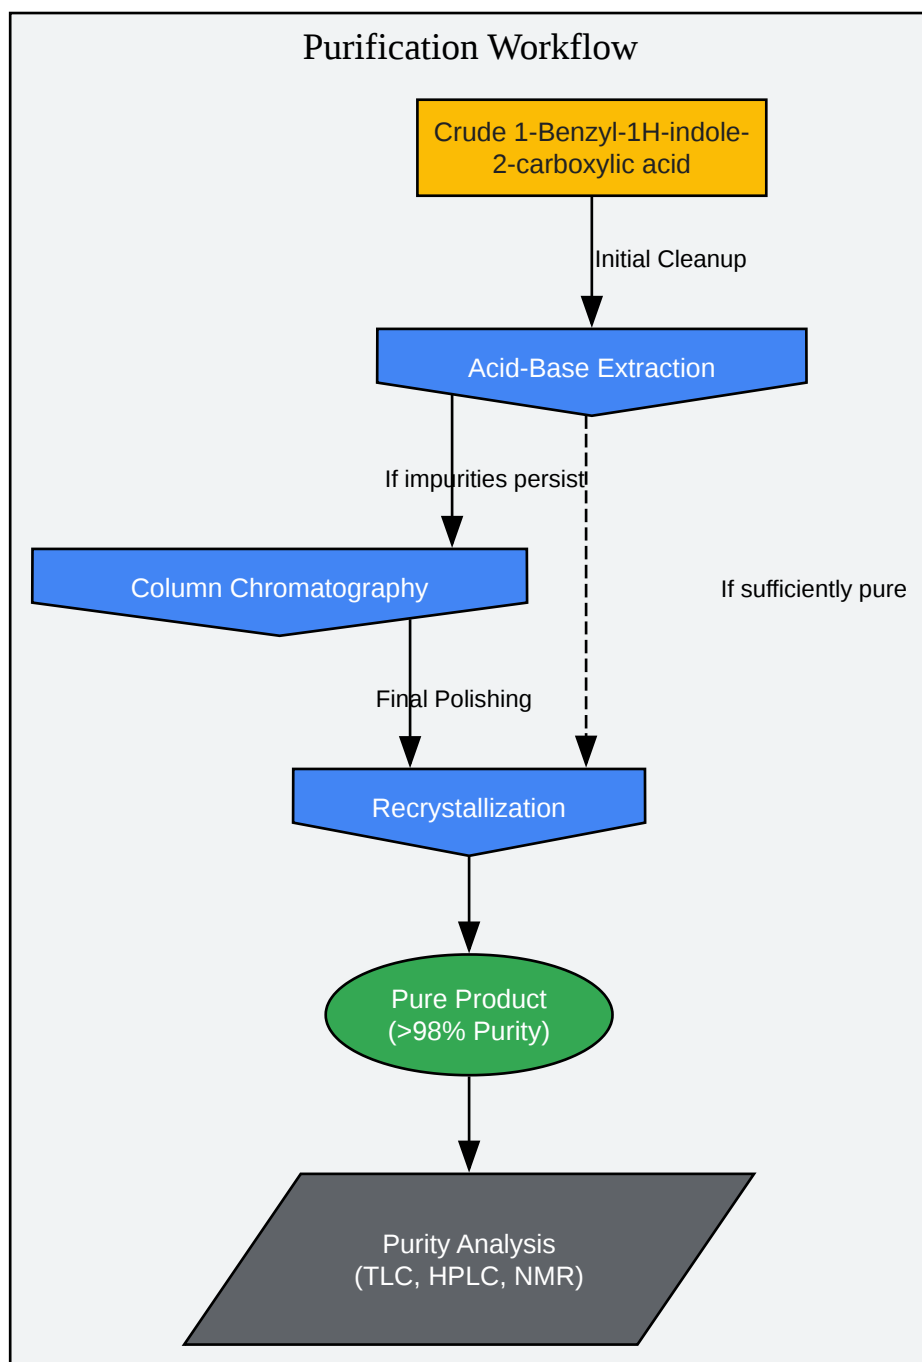 Purification Workflow
Crude 1-Benzyl-1H-indole-
2-carboxylic acid
Initial Cleanup
Acid-Base Extraction
If impurities persist
Column Chromatography
If sufficiently pure
Final Polishing
Recrystallization
Pure Product
(>98% Purity)
Purity Analysis
(TLC, HPLC, NMR)